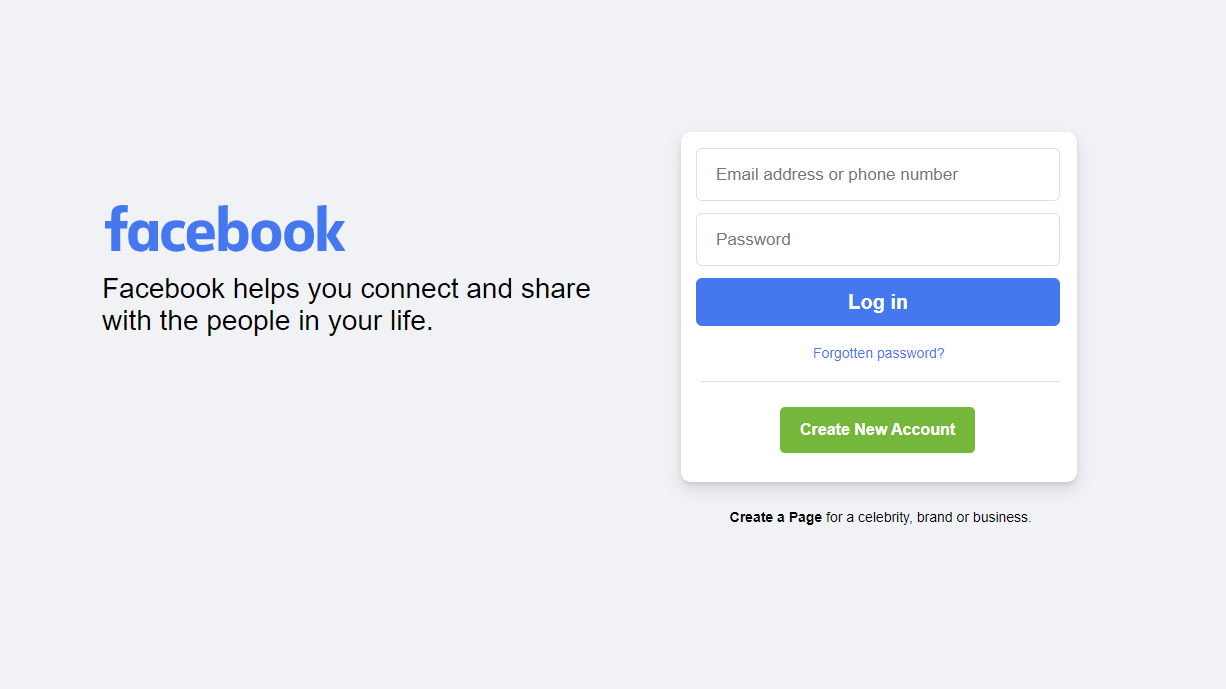 facebook
Facebook helps you connect and share
with the people in your life.
Email address or phone number
Password
Log in
Forgotten password?
Create New Account
Create a Page for a celebrity, brand or business.